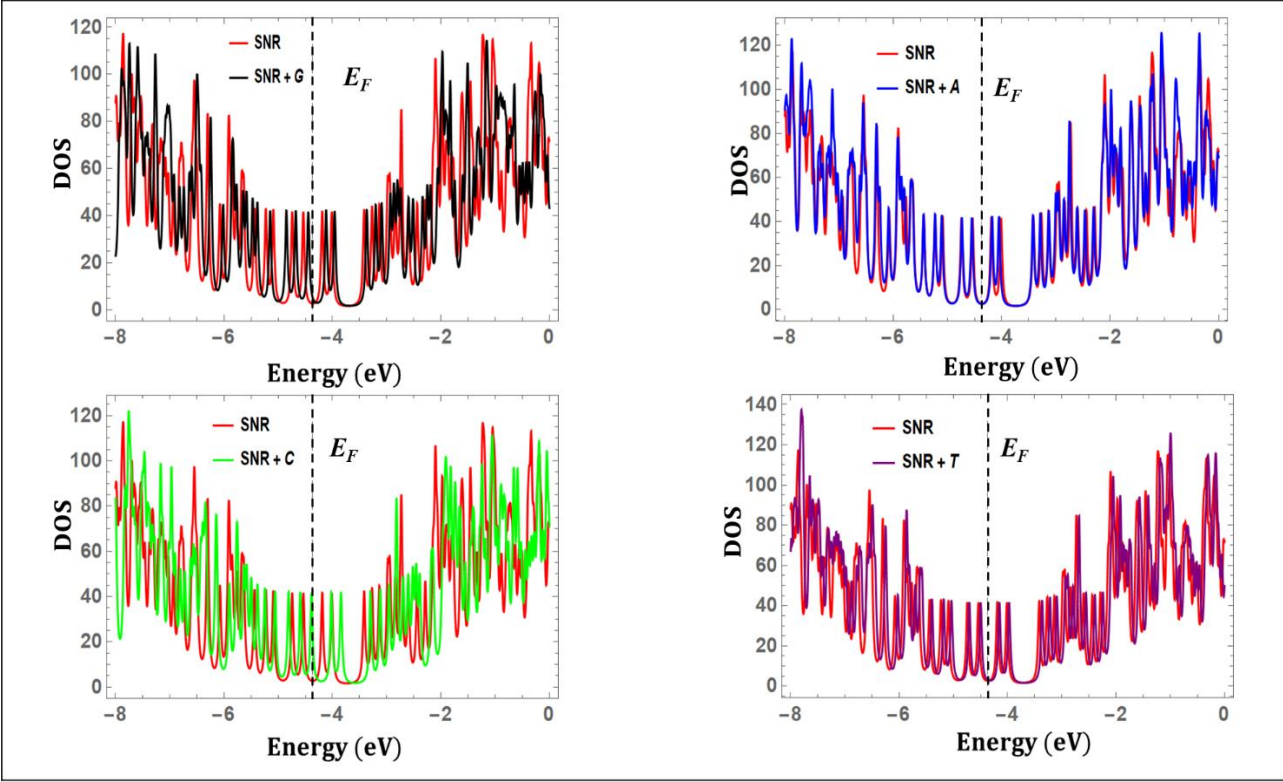 120
100
80
60
40
20
0
DOS
SNR
SNR + G
E_F
−8
−6
−4
−2
0
Energy (eV)
120
100
80
60
40
20
0
DOS
SNR
SNR + A
E_F
−8
−6
−4
−2
0
Energy (eV)
120
100
80
60
40
20
0
DOS
SNR
SNR + C
E_F
−8
−6
−4
−2
0
Energy (eV)
140
120
100
80
60
40
20
0
DOS
SNR
SNR + T
E_F
−8
−6
−4
−2
0
Energy (eV)